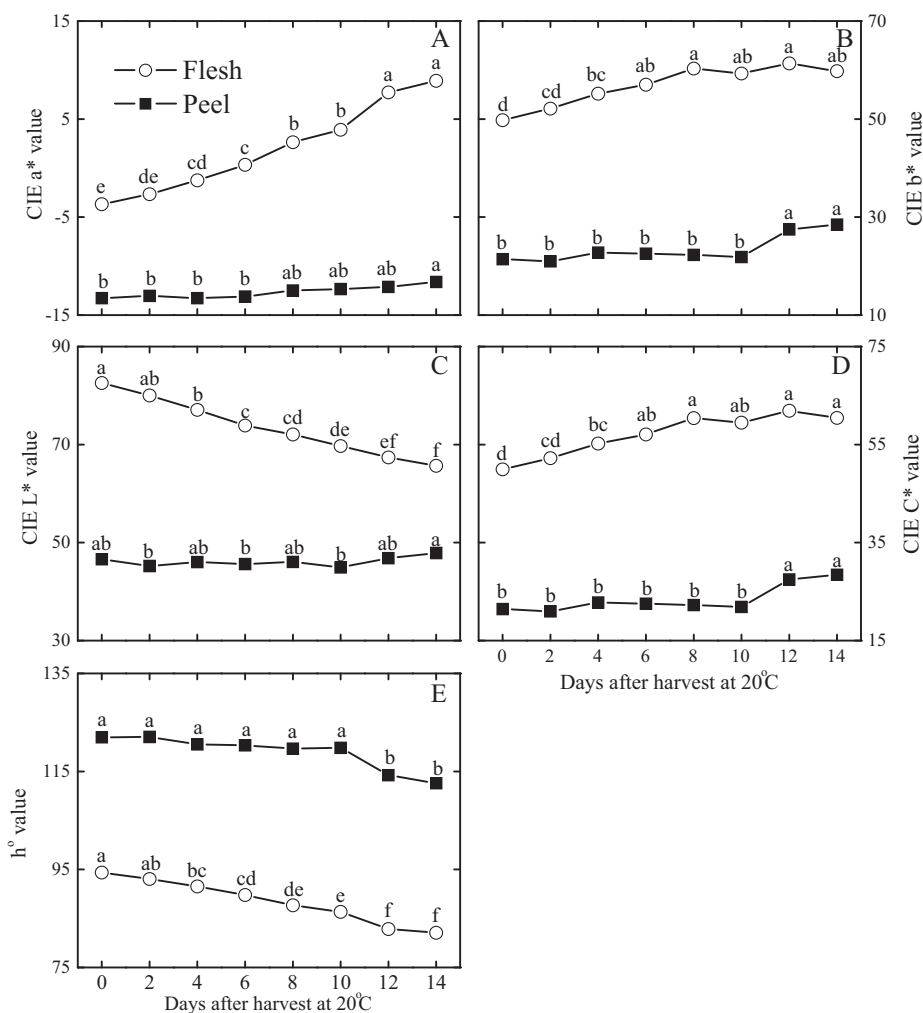 15 A 70 B
Flesh
Peel
5 50
-5 30
-15 10
CIE a* value
e de cd c b b a a
b b b b ab ab ab a
CIE b* value
d cd bc ab a ab a ab
b b b b b b a a
90 C 75 D
70 55
50 35
30 15
CIE L* value
a ab b c cd de ef f
ab b ab b ab b ab a
CIE C* value
d cd bc ab a ab a a
b b b b b b a a
0 2 4 6 8 10 12 14
Days after harvest at 20°C
135 E
115
95
75
h° value
a a a a a a b b
a ab bc cd de e f f
0 2 4 6 8 10 12 14
Days after harvest at 20°C